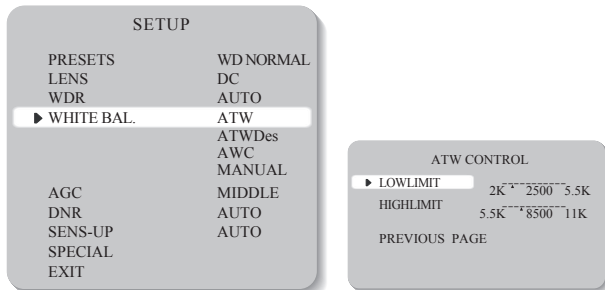 SETUP
PRESETS WD NORMAL
LENS DC
WDR AUTO
WHITE BAL. ATW
ATWDes
AWC
MANUAL
AGC MIDDLE
DNR AUTO
SENS-UP AUTO
SPECIAL
EXIT
ATW CONTROL
LOWLIMIT 2K 2500 5.5K
HIGHLIMIT 5.5K 8500 11K
PREVIOUS PAGE